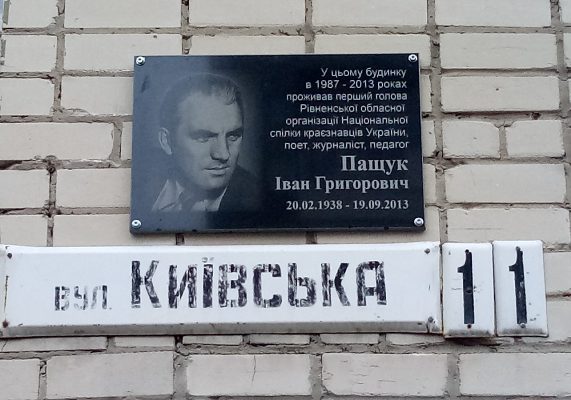 У цьому будинку
в 1987 - 2013 роках
проживав перший голова
Рівненської обласної
організації Національної
спілки краєзнавців України,
поет, журналіст, педагог
Пащук
Іван Григорович
20.02.1938 - 19.09.2013
вул. Київська 11